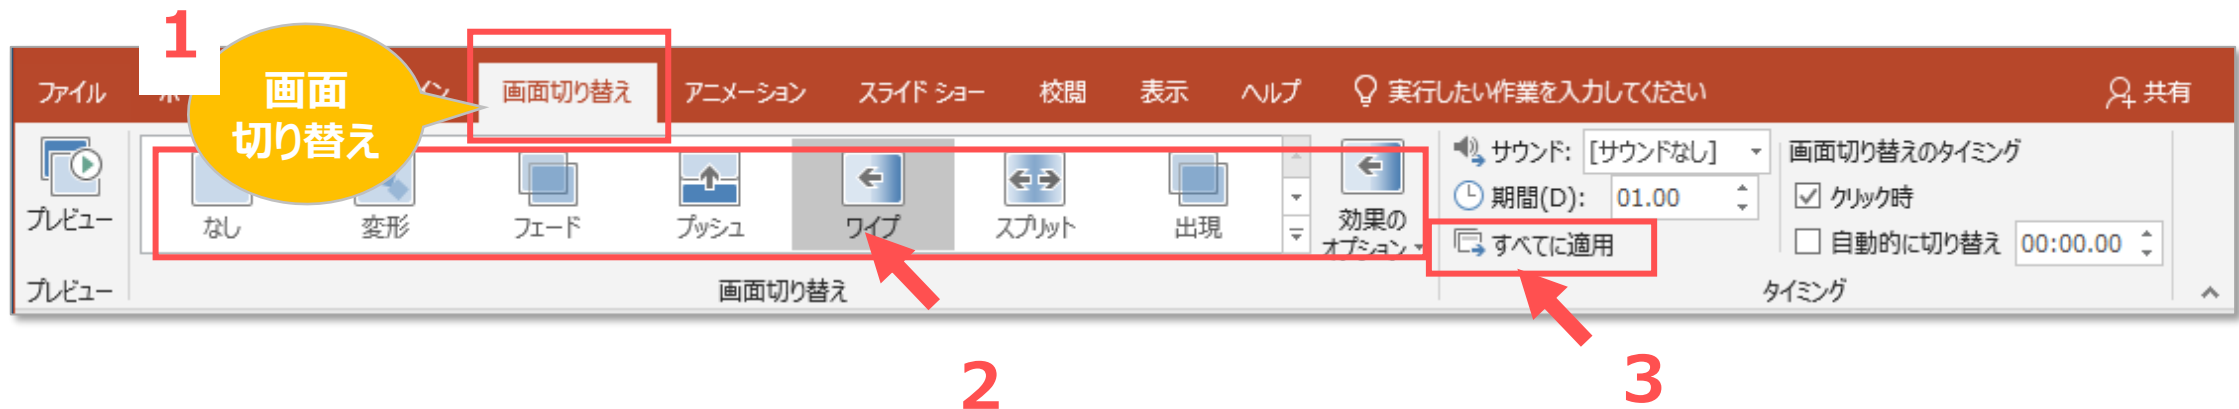 1
画面
切り替え
ファイル
画面切り替え
アニメーション
スライド ショー
校閲
表示
ヘルプ
実行したい作業を入力してください
共有
プレビュー
なし
変形
フェード
プッシュ
ワイプ
スプリット
出現
効果の
オプション
サウンド:
[サウンドなし]
期間(D):
01.00
すべてに適用
画面切り替えのタイミング
クリック時
自動的に切り替え
00:00.00
プレビュー
画面切り替え
タイミング
2
3